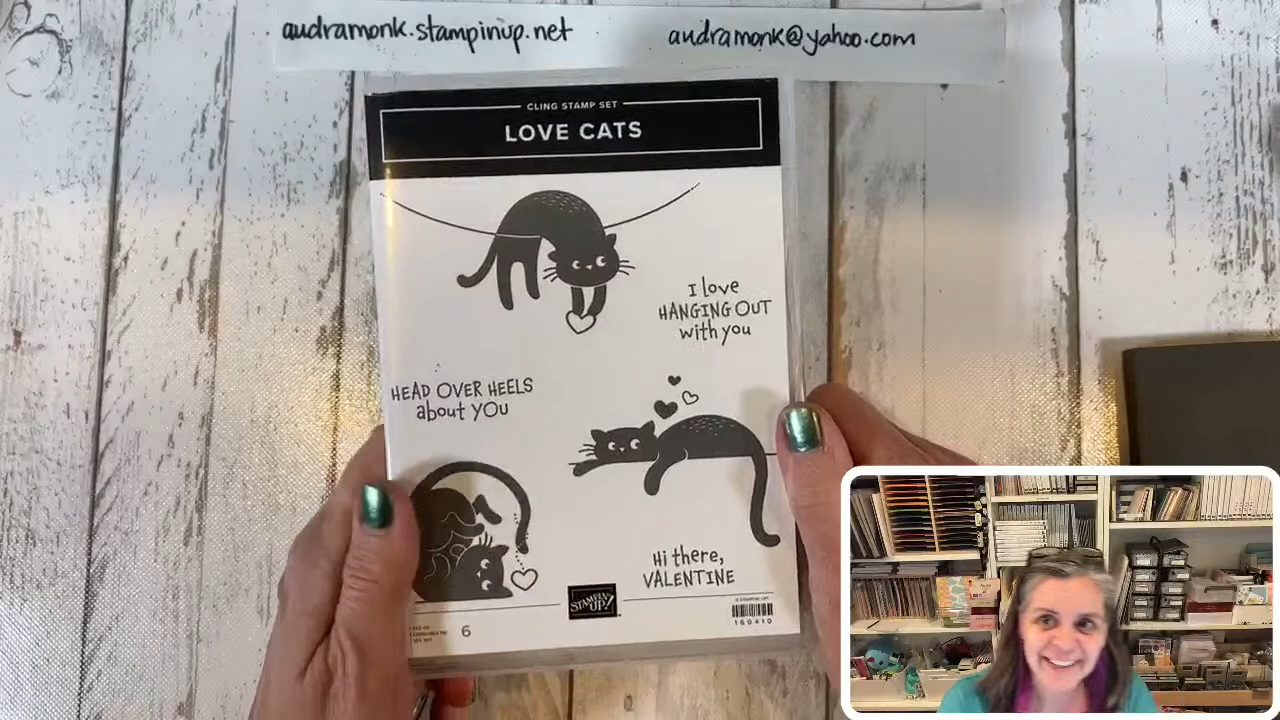 audramonk.stampinup.net
audramonk@yahoo.com
CLING STAMP SET
LOVE CATS
I love
HANGING OUT
with you
HEAD OVER HEELS
about you
Hi there,
VALENTINE
STAMPIN' UP!
160410
6